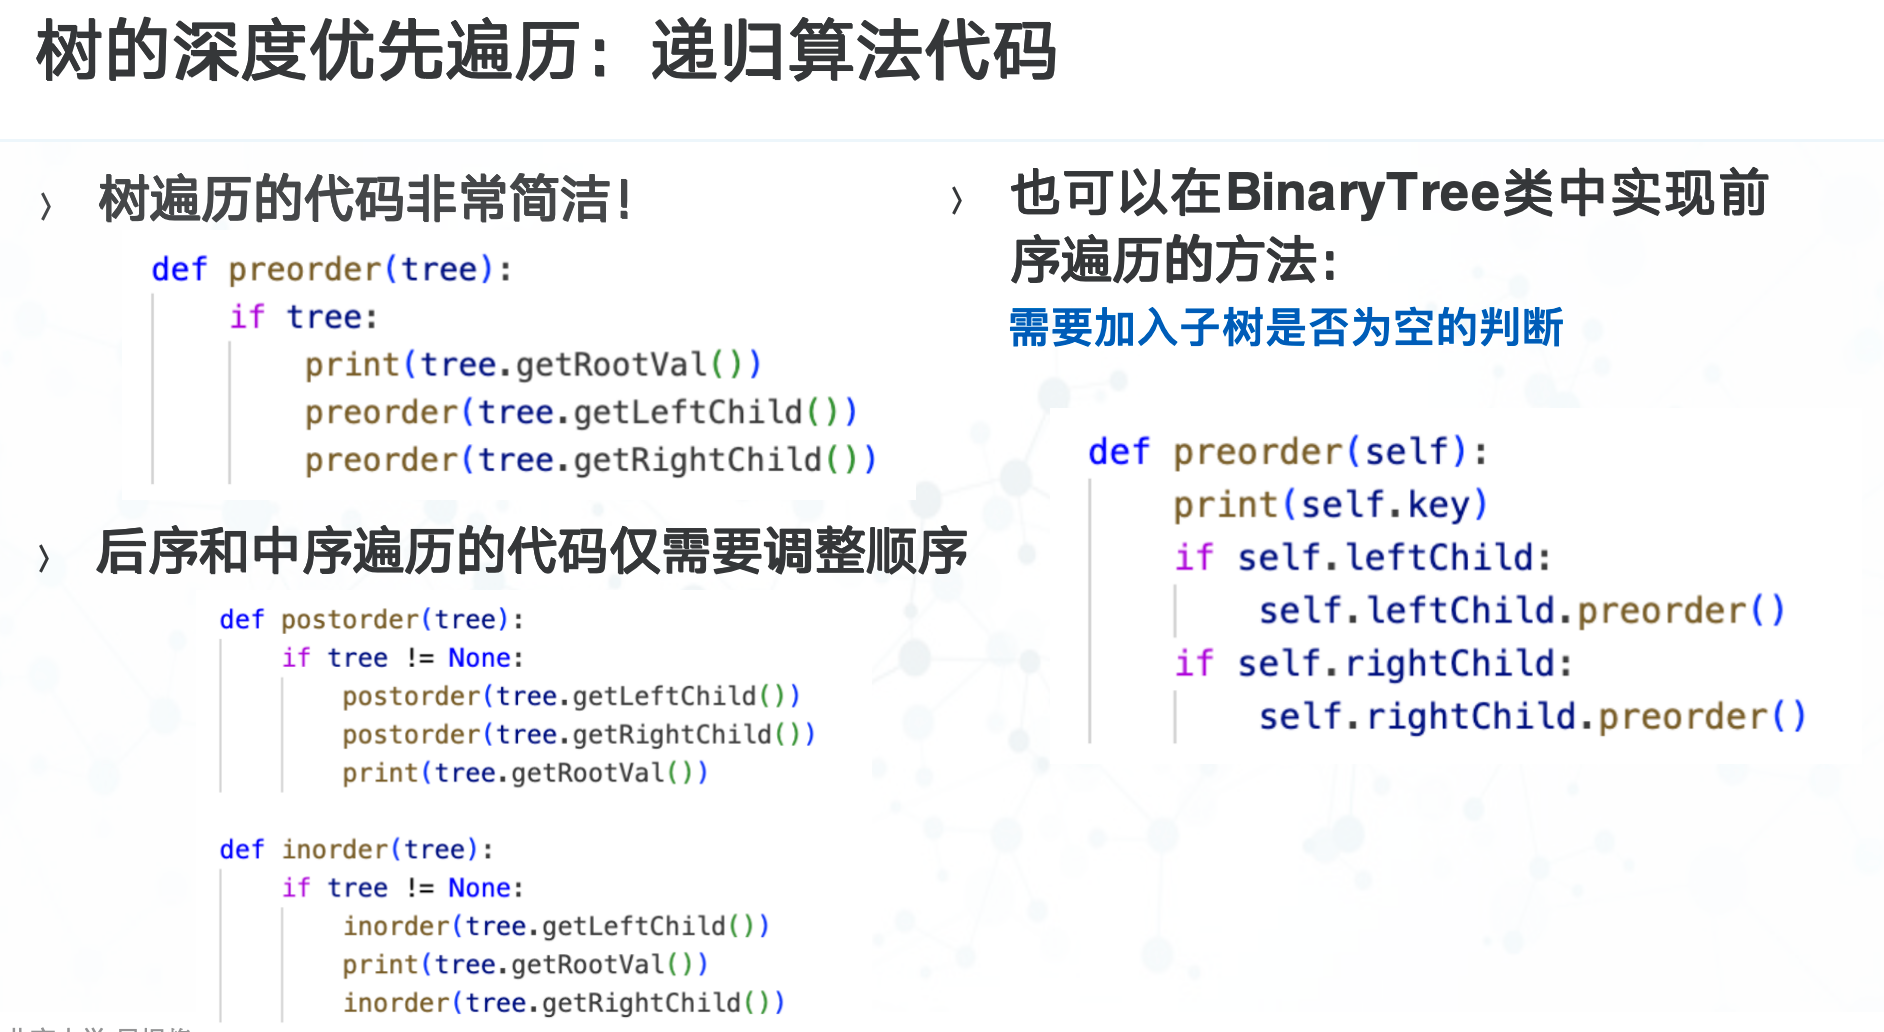 树的深度优先遍历：递归算法代码
› 树遍历的代码非常简洁！
def preorder(tree):
    if tree:
        print(tree.getRootVal())
        preorder(tree.getLeftChild())
        preorder(tree.getRightChild())
› 后序和中序遍历的代码仅需要调整顺序
def postorder(tree):
    if tree != None:
        postorder(tree.getLeftChild())
        postorder(tree.getRightChild())
        print(tree.getRootVal())
def inorder(tree):
    if tree != None:
        inorder(tree.getLeftChild())
        print(tree.getRootVal())
        inorder(tree.getRightChild())
› 也可以在BinaryTree类中实现前
序遍历的方法：
需要加入子树是否为空的判断
def preorder(self):
    print(self.key)
    if self.leftChild:
        self.leftChild.preorder()
    if self.rightChild:
        self.rightChild.preorder()